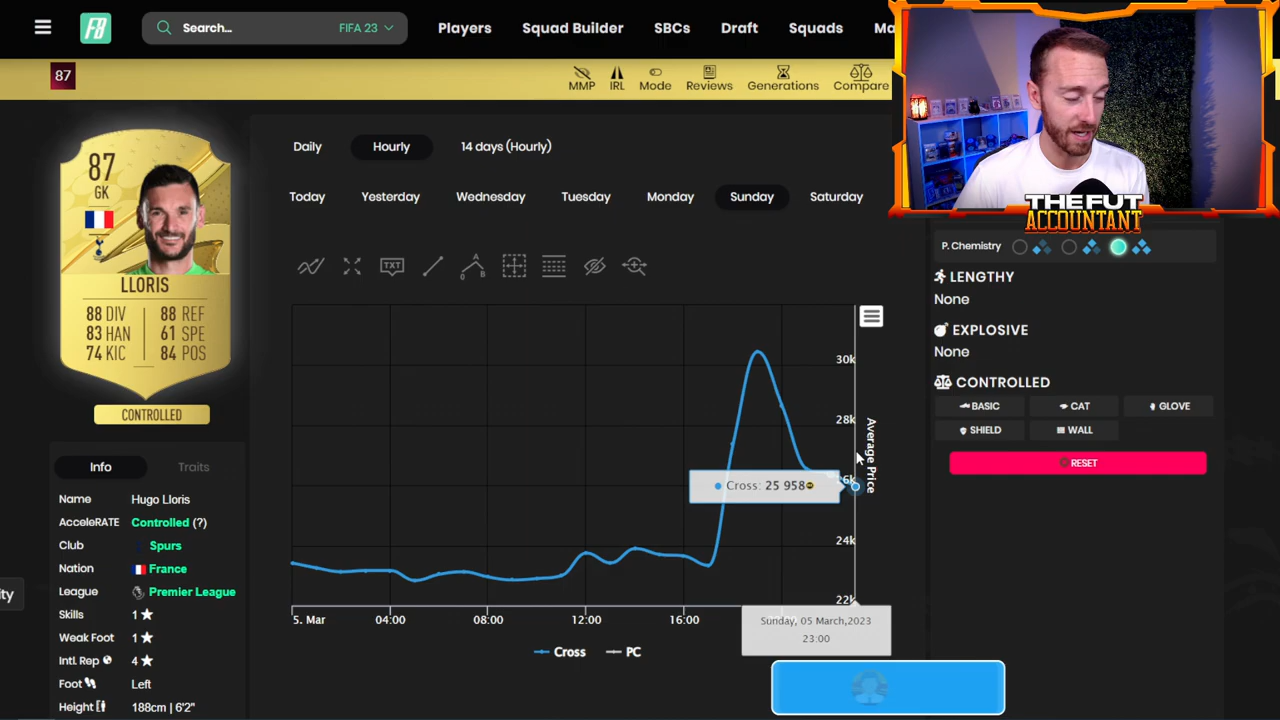 FB
Search...
FIFA 23
Players
Squad Builder
SBCs
Draft
Squads
Ma
87
MMP
IRL
Mode
Reviews
Generations
Compare
THE FUT
ACCOUNTANT
87
GK
LLORIS
88 DIV
88 REF
83 HAN
61 SPE
74 KIC
84 POS
CONTROLLED
Daily
Hourly
14 days (Hourly)
Today
Yesterday
Wednesday
Tuesday
Monday
Sunday
Saturday
TXT
A
B
0
30k
28k
6k
24k
22k
Average Price
Cross: 25 958
5. Mar
04:00
08:00
12:00
16:00
Sunday, 05 March,2023
23:00
Cross
PC
Info
Traits
Name Hugo Lloris
AcceleRATE Controlled (?)
Club Spurs
Nation France
League Premier League
Skills 1
Weak Foot 1
Intl. Rep 4
Foot Left
Height 188cm | 6'2"
ity
P. Chemistry
LENGTHY
None
EXPLOSIVE
None
CONTROLLED
BASIC
CAT
GLOVE
SHIELD
WALL
RESET